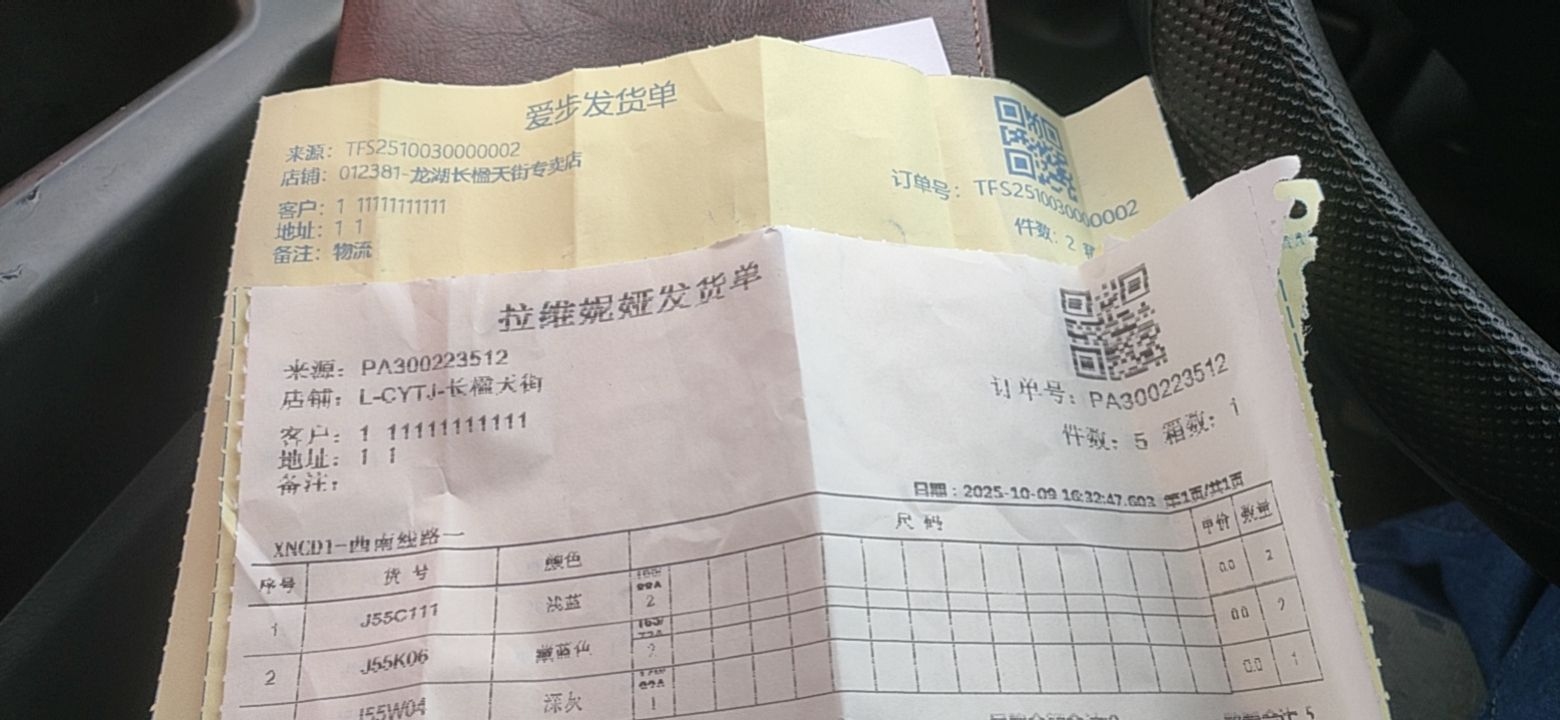 爱步发货单
来源：TFS2510030000002
店铺：012381-龙湖长楹天街专卖店
订单号：TFS2510030000002
客户：1 11111111111
件数：2
地址：1 1
备注：物流
拉维妮娅发货单
来源：PA300223512
店铺：L-CYTJ-长楹天街
订单号：PA300223512
客户：1 11111111111
件数：5 箱数：1
地址：1 1
备注：
日期：2025-10-09 16:32:47.603 第1页/共1页
XNCD1-西南线路一
序号 货号 颜色 尺码 单价 数量
1 J55C111 浅蓝 2 0.0 2
2 J55K06 0.0 2
J55W04 深灰 1 0.0 1
5